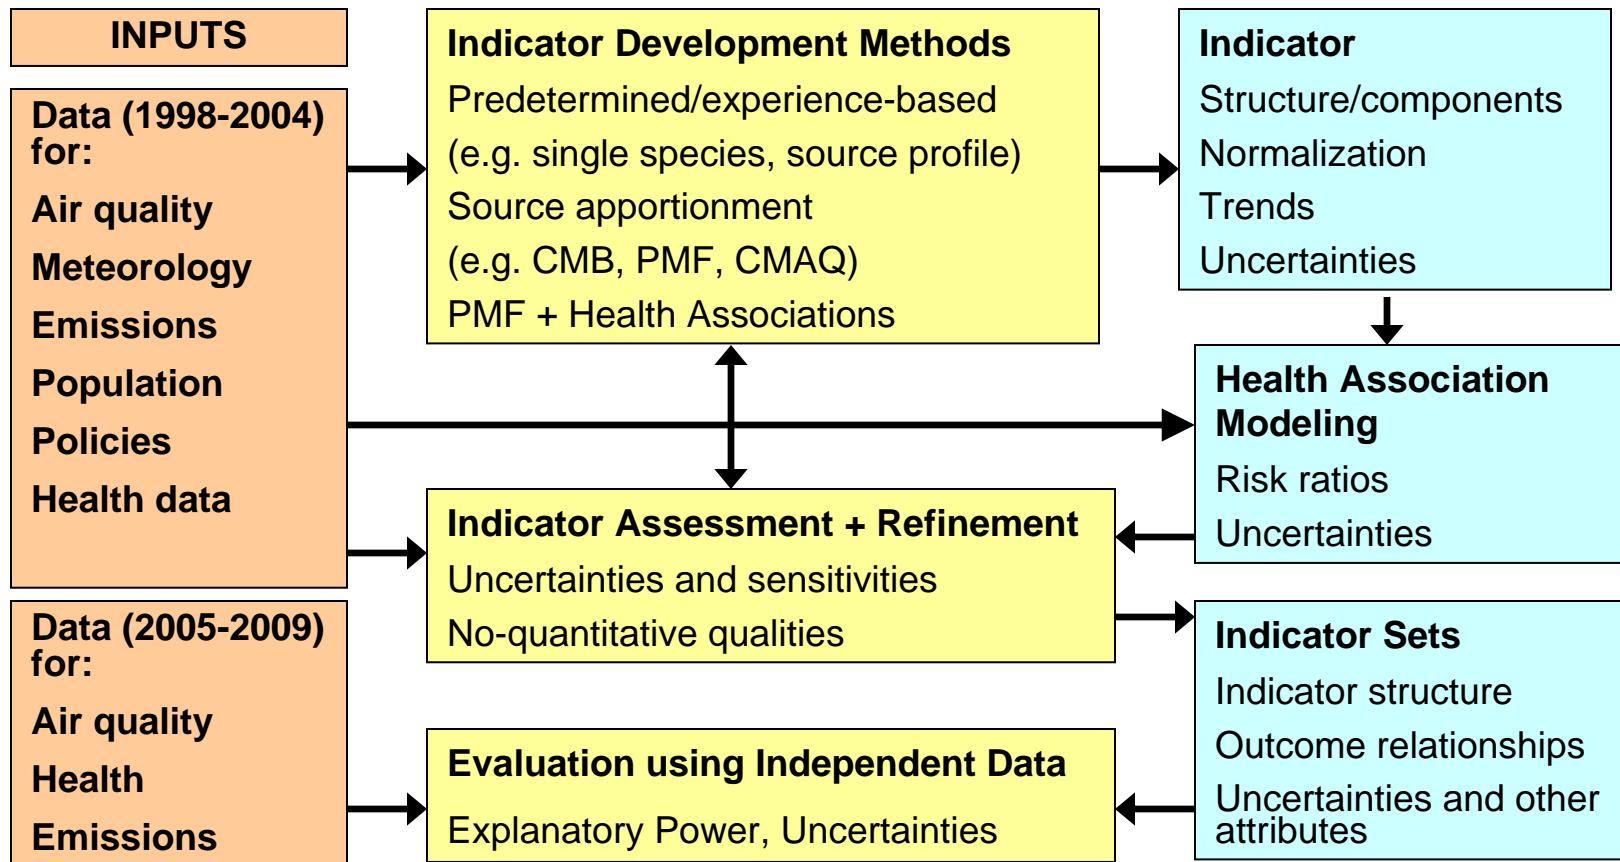 INPUTS
Data (1998-2004)
for:
Air quality
Meteorology
Emissions
Population
Policies
Health data
Data (2005-2009)
for:
Air quality
Health
Emissions
Indicator Development Methods
Predetermined/experience-based
(e.g. single species, source profile)
Source apportionment
(e.g. CMB, PMF, CMAQ)
PMF + Health Associations
Indicator Assessment + Refinement
Uncertainties and sensitivities
No-quantitative qualities
Evaluation using Independent Data
Explanatory Power, Uncertainties
Indicator
Structure/components
Normalization
Trends
Uncertainties
Health Association
Modeling
Risk ratios
Uncertainties
Indicator Sets
Indicator structure
Outcome relationships
Uncertainties and other
attributes